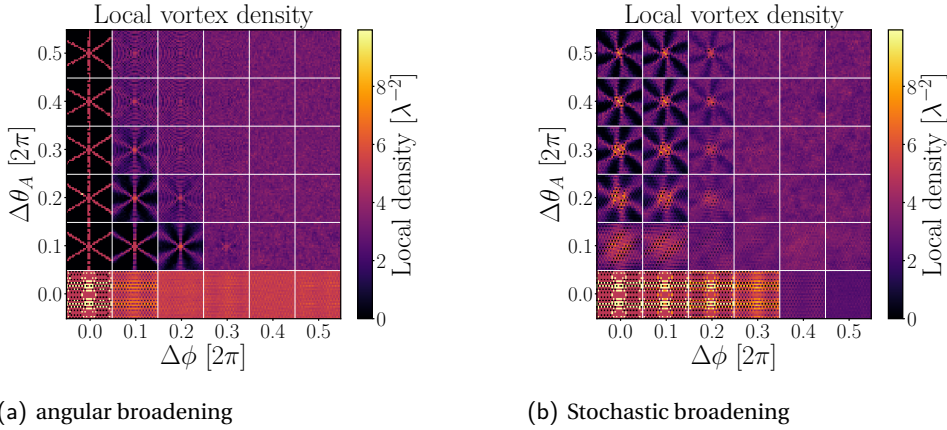 Local vortex density
0.5
0.4
0.3
0.2
0.1
0.0
Δθ_A [2π]
0.0 0.1 0.2 0.3 0.4 0.5
Δϕ [2π]
8
6
4
2
0
Local density [λ⁻²]
(a) angular broadening
Local vortex density
0.5
0.4
0.3
0.2
0.1
0.0
Δθ_A [2π]
0.0 0.1 0.2 0.3 0.4 0.5
Δϕ [2π]
8
6
4
2
0
Local density [λ⁻²]
(b) Stochastic broadening